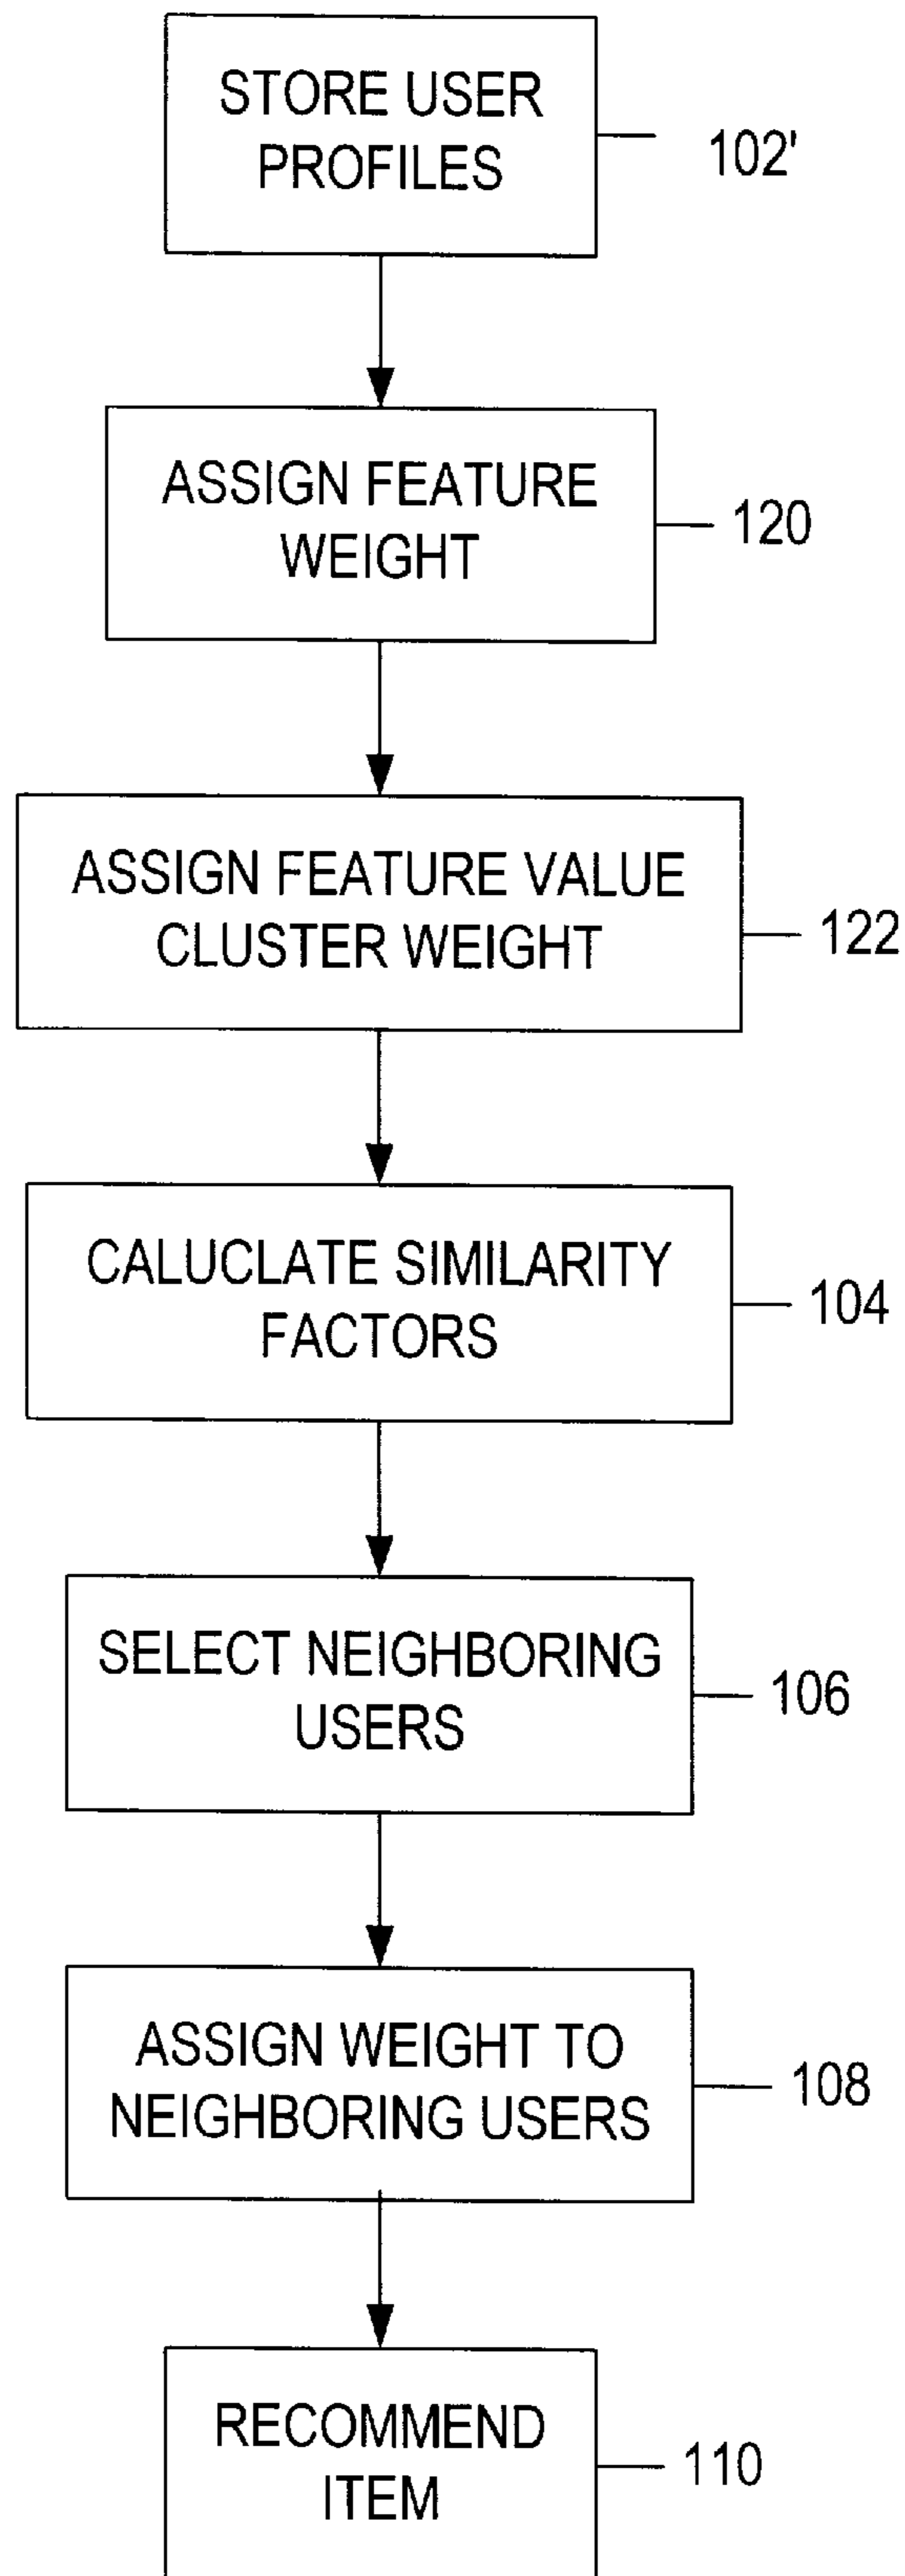 STORE USER
PROFILES
102'
ASSIGN FEATURE
WEIGHT
120
ASSIGN FEATURE VALUE
CLUSTER WEIGHT
122
CALUCLATE SIMILARITY
FACTORS
104
SELECT NEIGHBORING
USERS
106
ASSIGN WEIGHT TO
NEIGHBORING USERS
108
RECOMMEND
ITEM
110